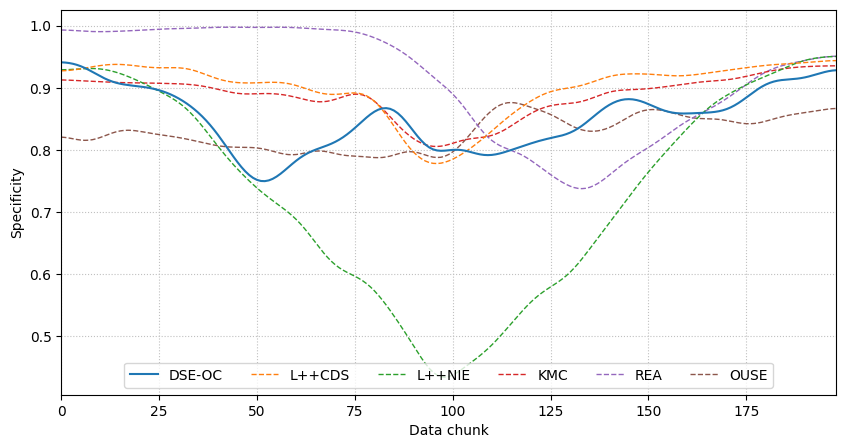 1.0
0.9
0.8
0.7
0.6
0.5
Specificity
DSE-OC L++CDS L++NIE KMC REA OUSE
0 25 50 75 100 125 150 175
Data chunk